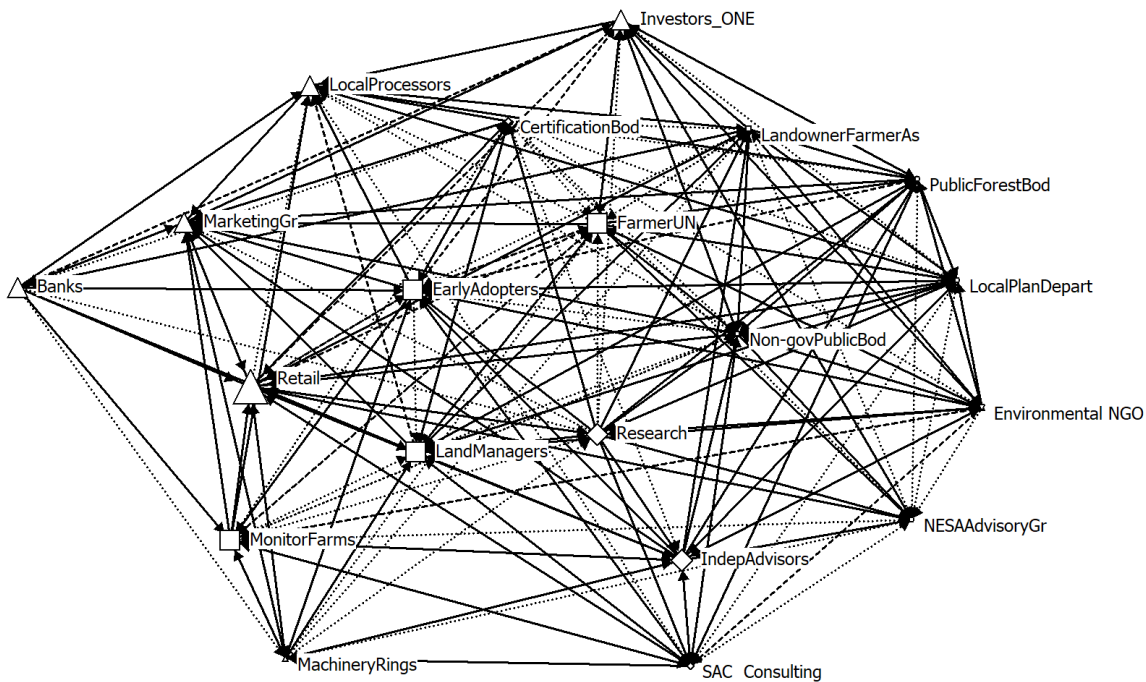 Investors_ONE
LocalProcessors
CertificationBod
LandownerFarmerAs
PublicForestBod
MarketingGr
FarmerUN
Banks
EarlyAdopters
LocalPlanDepart
Non-govPublicBod
Retail
Environmental NGO
Research
LandManagers
NESAAdvisoryGr
MonitorFarms
IndepAdvisors
MachineryRings
SAC Consulting